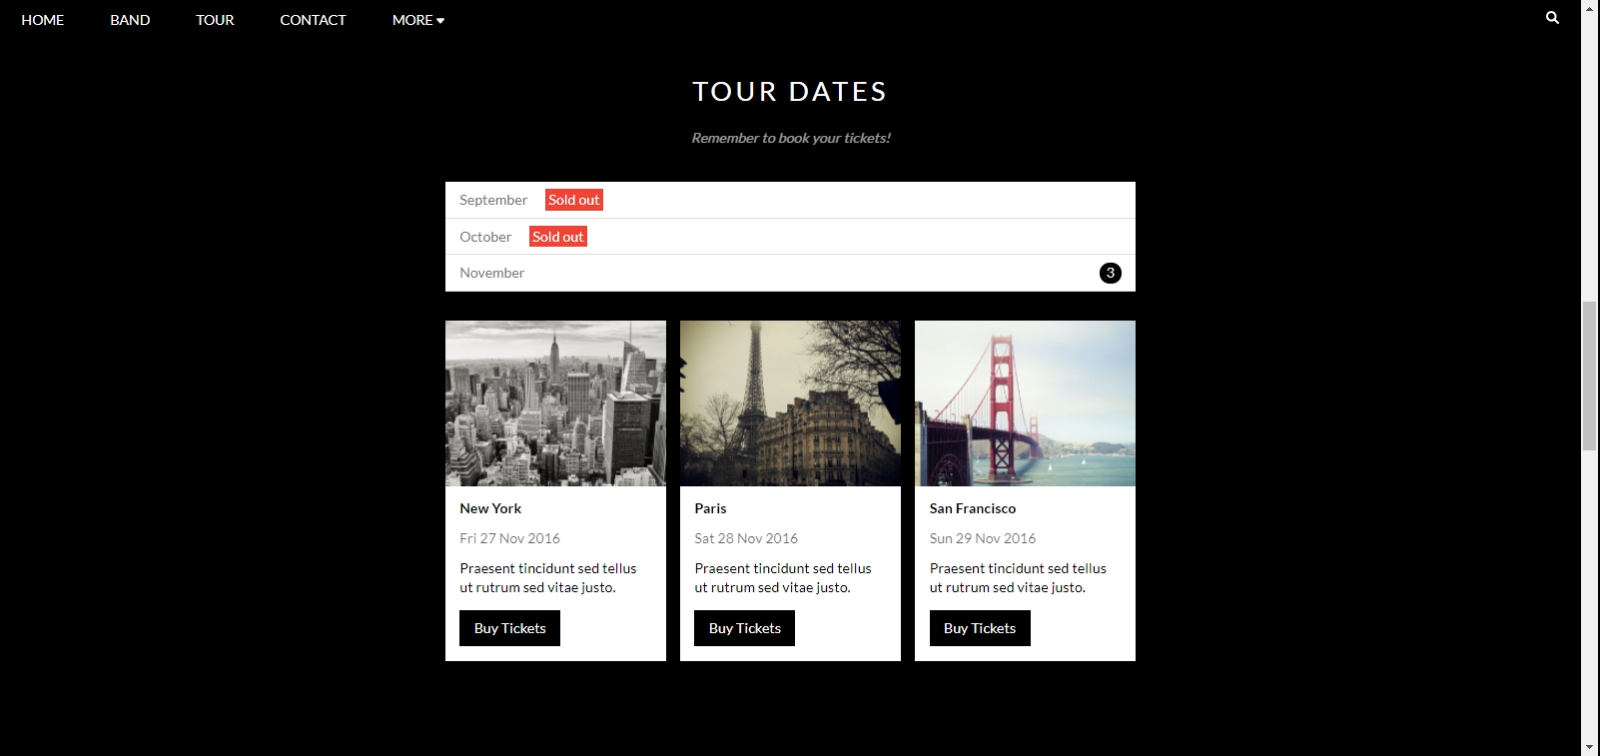 HOME BAND TOUR CONTACT MORE
TOUR DATES
Remember to book your tickets!
September Sold out
October Sold out
November 3
New York
Fri 27 Nov 2016
Praesent tincidunt sed tellus
ut rutrum sed vitae justo.
Buy Tickets
Paris
Sat 28 Nov 2016
Praesent tincidunt sed tellus
ut rutrum sed vitae justo.
Buy Tickets
San Francisco
Sun 29 Nov 2016
Praesent tincidunt sed tellus
ut rutrum sed vitae justo.
Buy Tickets